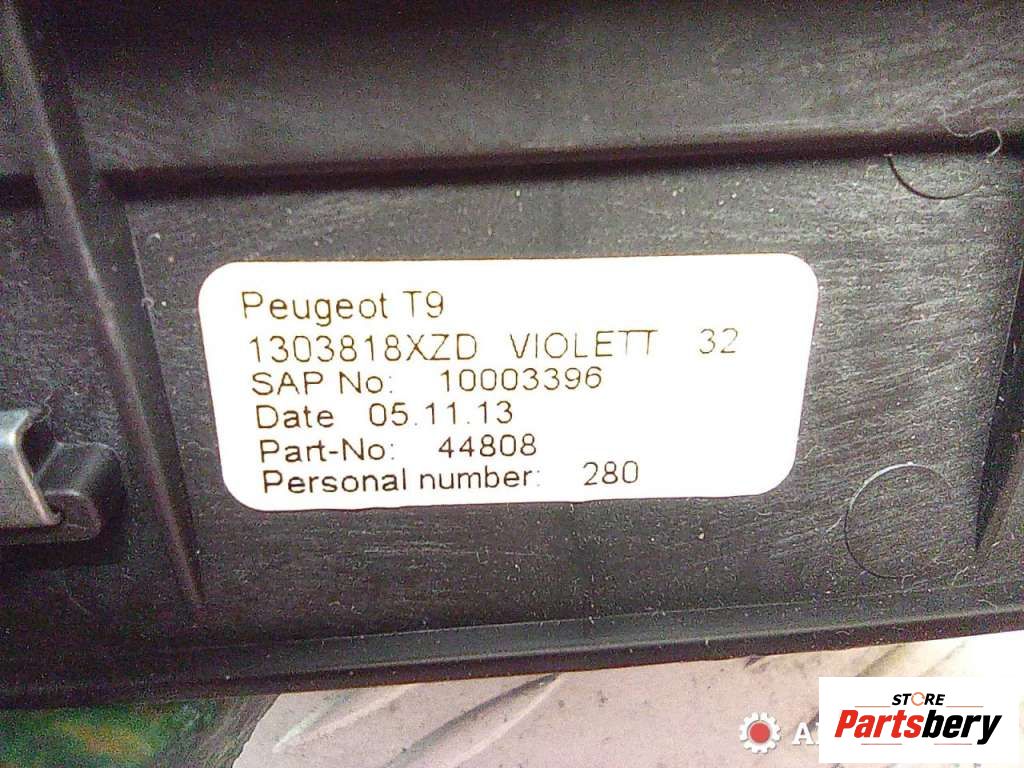 Peugeot T9
1303818XZD VIOLETT 32
SAP No: 10003396
Date 05.11.13
Part-No: 44808
Personal number: 280
STORE
Partsbery